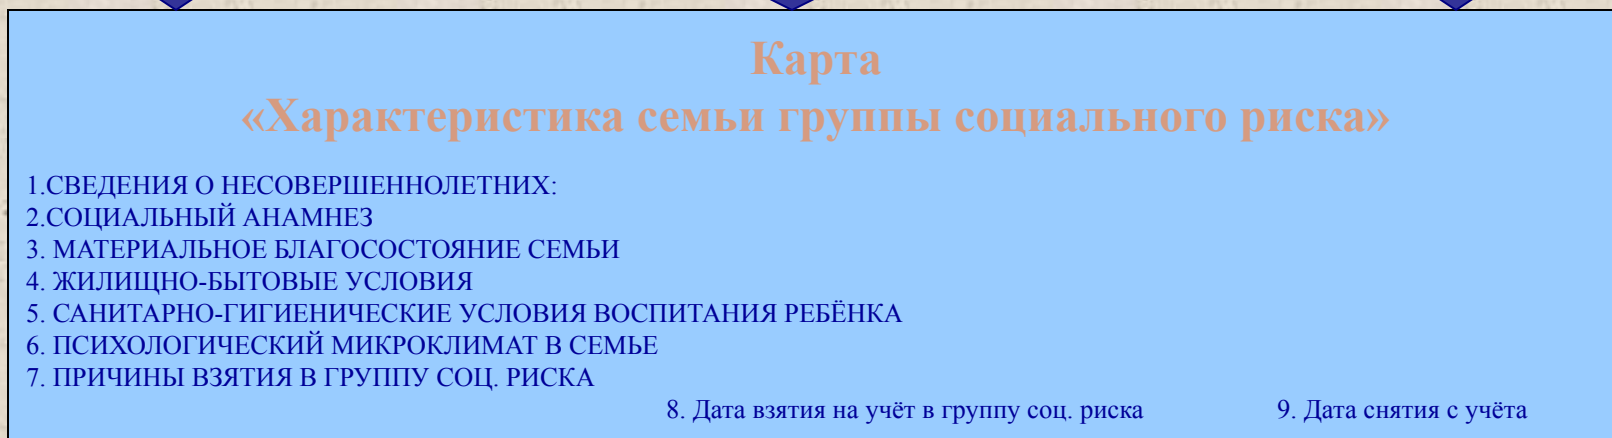 Карта
«Характеристика семьи группы социального риска»
1.СВЕДЕНИЯ О НЕСОВЕРШЕННОЛЕТНИХ:
2.СОЦИАЛЬНЫЙ АНАМНЕЗ
3. МАТЕРИАЛЬНОЕ БЛАГОСОСТОЯНИЕ СЕМЬИ
4. ЖИЛИЩНО-БЫТОВЫЕ УСЛОВИЯ
5. САНИТАРНО-ГИГИЕНИЧЕСКИЕ УСЛОВИЯ ВОСПИТАНИЯ РЕБЁНКА
6. ПСИХОЛОГИЧЕСКИЙ МИКРОКЛИМАТ В СЕМЬЕ
7. ПРИЧИНЫ ВЗЯТИЯ В ГРУППУ СОЦ. РИСКА
8. Дата взятия на учёт в группу соц. риска 9. Дата снятия с учёта